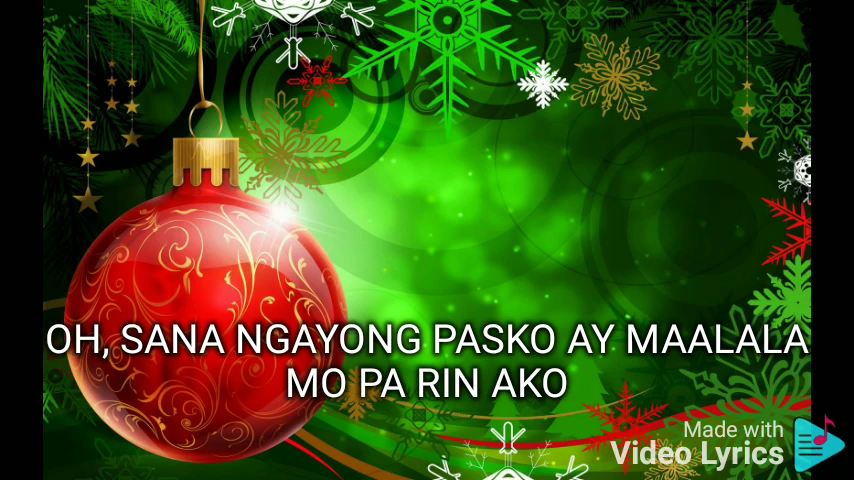 OH, SANA NGAYONG PASKO AY MAALALA
MO PA RIN AKO
Made with
Video Lyrics